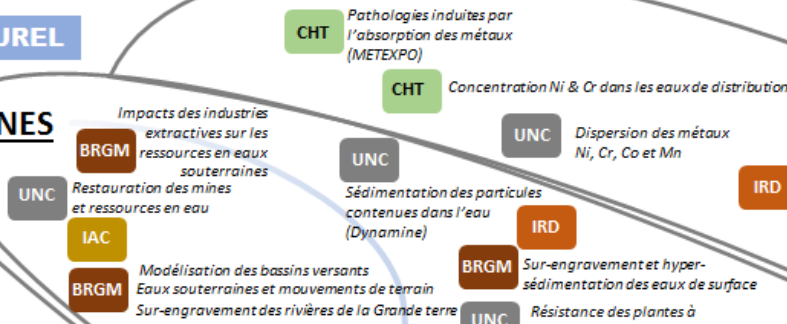 UREL
NES
CHT
Pathologies induites par
l'absorption des métaux
(METEXPO)
CHT
Concentration Ni & Cr dans les eaux de distribution
BRGM
Impacts des industries
extractives sur les
ressources en eaux
souterraines
UNC
Dispersion des métaux
Ni, Cr, Co et Mn
UNC
Sédimentation des particules
contenues dans l'eau
(Dynamine)
IRD
UNC
Restauration des mines
et ressources en eau
IAC
IRD
BRGM
Sur-engravement et hyper-
sédimentation des eaux de surface
BRGM
Modélisation des bassins versants
Eaux souterraines et mouvements de terrain
Sur-engravement des rivières de la Grande terre
UNC
Résistance des plantes à